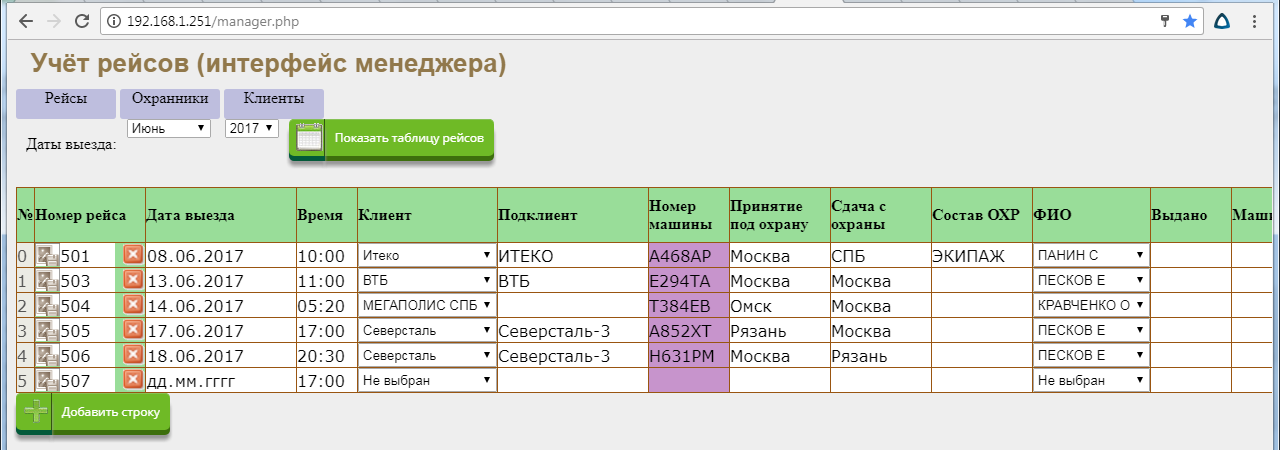 192.168.1.251/manager.php
Учёт рейсов (интерфейс менеджера)
Рейсы Охранники Клиенты
Даты выезда: Июнь 2017 Показать таблицу рейсов
№ Номер рейса Дата выезда Время Клиент Подклиент Номер машины Принятие под охрану Сдача с охраны Состав ОХР ФИО Выдано
0 501 08.06.2017 10:00 Итеко ИТЕКО А468АР Москва СПБ ЭКИПАЖ ПАНИН С
1 503 13.06.2017 11:00 ВТБ ВТБ Е294ТА Москва Москва ПЕСКОВ Е
2 504 14.06.2017 05:20 МЕГАПОЛИС СПБ Т384ЕВ Омск Москва КРАВЧЕНКО О
3 505 17.06.2017 17:00 Северсталь Северсталь-3 А852ХТ Рязань Москва ПЕСКОВ Е
4 506 18.06.2017 20:30 Северсталь Северсталь-3 Н631РМ Москва Рязань ПЕСКОВ Е
5 507 дд.мм.гггг 17:00 Не выбран Не выбран
Добавить строку